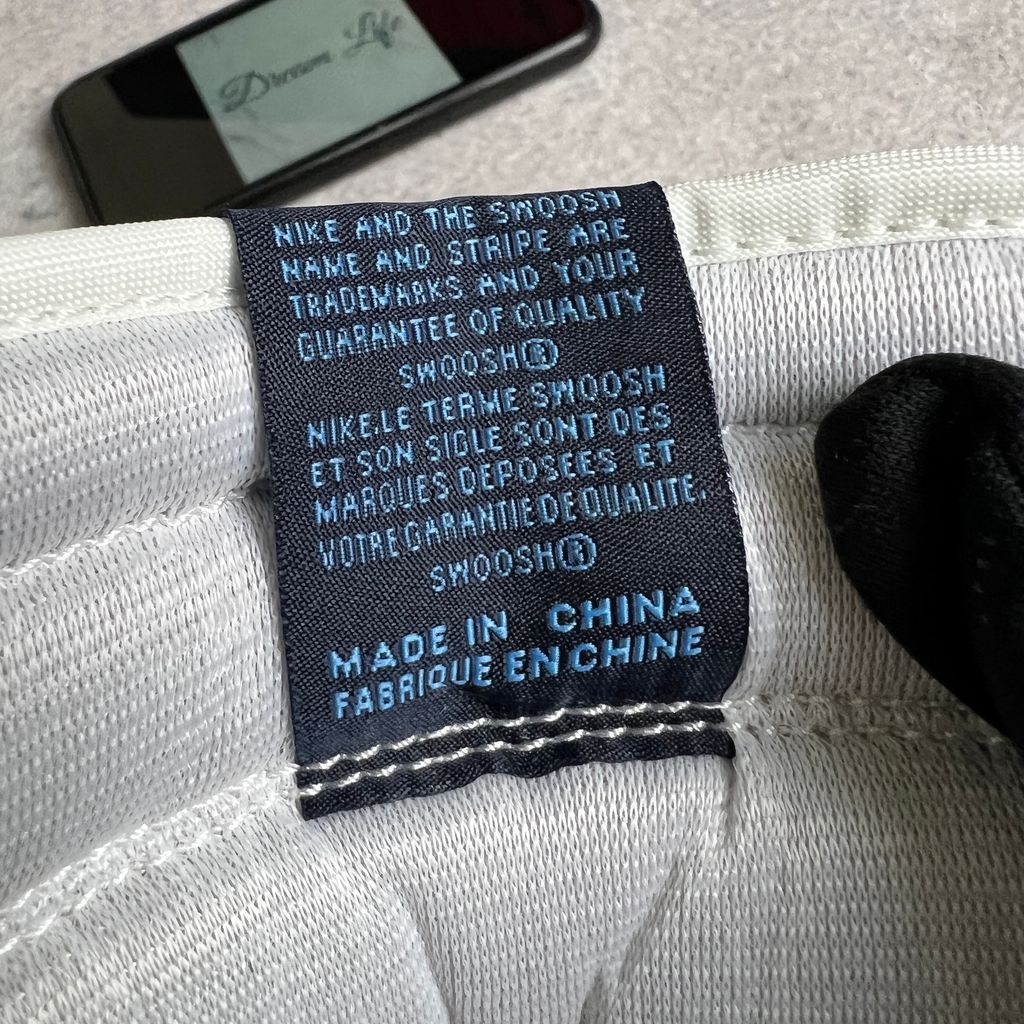 Dream Life
NIKE AND THE SWOOSH
NAME AND STRIPE ARE
TRADEMARKS AND YOUR
GUARANTEE OF QUALITY
SWOOSH®
NIKE.LE TERME SWOOSH
ET SON SIGLE SONT DES
MARQUES DEPOSEES ET
VOTRE GARANTIE DE QUALITE.
SWOOSH®
MADE IN CHINA
FABRIQUE EN CHINE